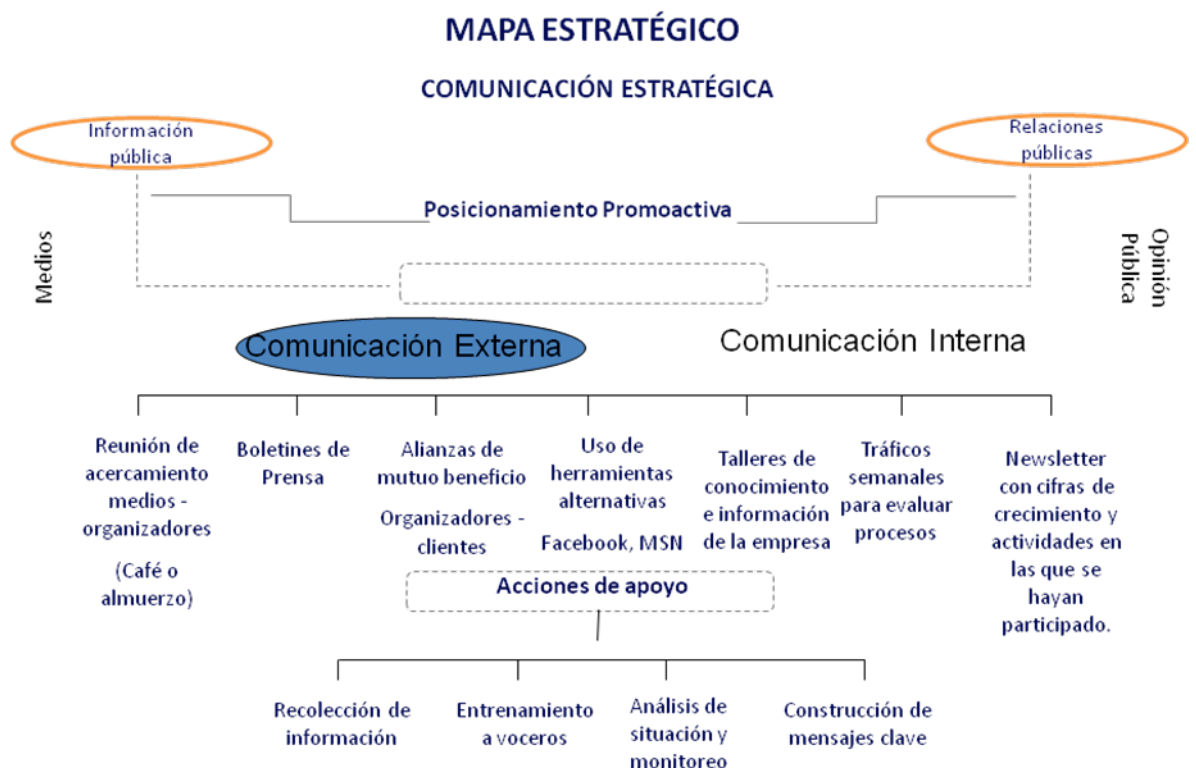 MAPA ESTRATÉGICO
COMUNICACIÓN ESTRATÉGICA
Información
pública
Relaciones
públicas
Posicionamiento Promoactiva
Medios
Opinión
Pública
Comunicación Externa
Comunicación Interna
Reunión de
acercamiento
medios -
organizadores
(Café o
almuerzo)
Boletines de
Prensa
Alianzas de
mutuo beneficio
Organizadores -
clientes
Uso de
herramientas
alternativas
Facebook, MSN
Talleres de
conocimiento
e información
de la empresa
Tráficos
semanales
para evaluar
procesos
Newsletter
con cifras de
crecimiento y
actividades en
las que se
hayan
participado.
Acciones de apoyo
Recolección de
información
Entrenamiento
a voceros
Análisis de
situación y
monitoreo
Construcción de
mensajes clave